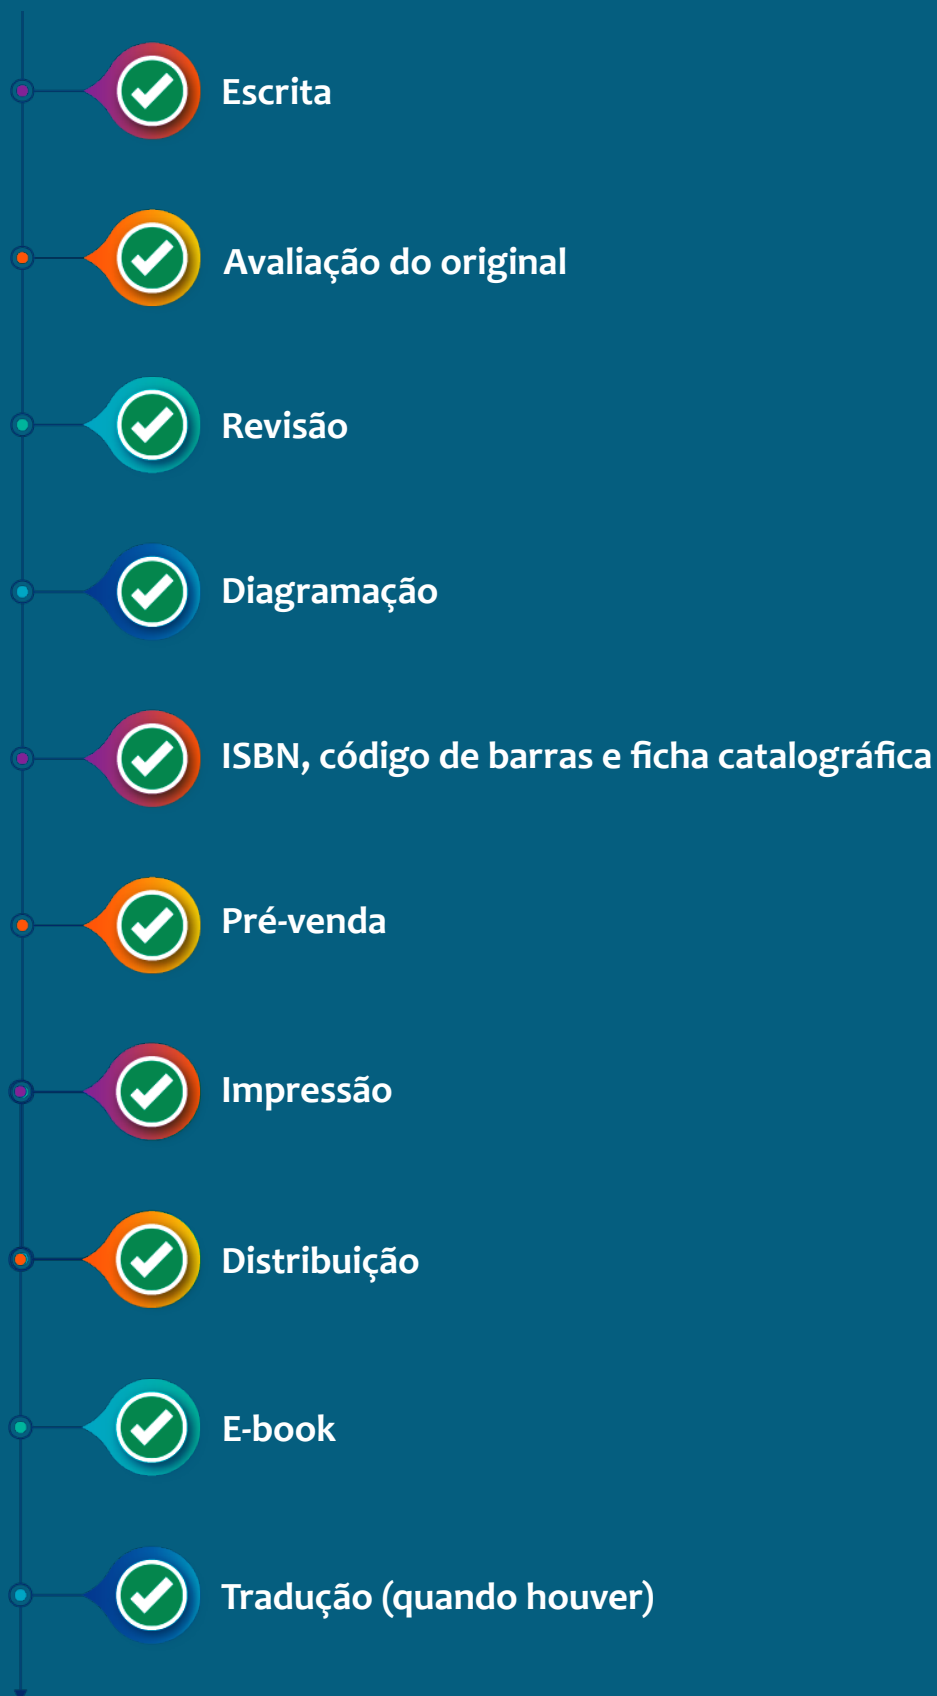 Escrita
Avaliação do original
Revisão
Diagramação
ISBN, código de barras e ficha catalográfica
Pré-venda
Impressão
Distribuição
E-book
Tradução (quando houver)